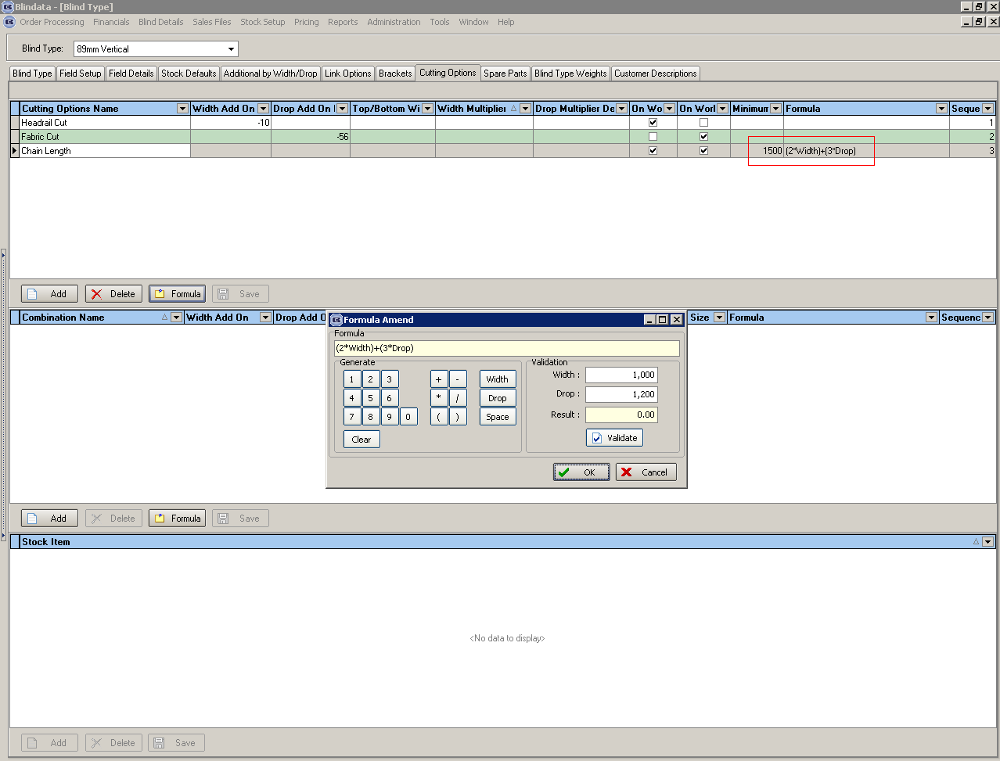 Blindata - [Blind Type]
Order Processing Financials Blind Details Sales Files Stock Setup Pricing Reports Administration Tools Window Help
Blind Type: 89mm Vertical
Blind Type Field Setup Field Details Stock Defaults Additional by Width/Drop Link Options Brackets Cutting Options Spare Parts Blind Type Weights Customer Descriptions
Cutting Options Name Width Add On Drop Add On Top/Bottom Wi Width Multiplier Drop Multiplier De On Wo On Worl Minimum Formula Seque
Headrail Cut -10 1
Fabric Cut -56 2
Chain Length 1500 (2*Width)+(3*Drop) 3
Add Delete Formula Save
Combination Name Width Add On Drop Add O Size Formula Sequenc
Formula Amend
Formula
(2*Width)+(3*Drop)
Generate Validation
1 2 3 + - Width Width : 1,000
4 5 6 * / Drop Drop : 1,200
7 8 9 0 ( ) Space Result : 0.00
Clear Validate
OK Cancel
Add Delete Formula Save
Stock Item
<No data to display>
Add Delete Save